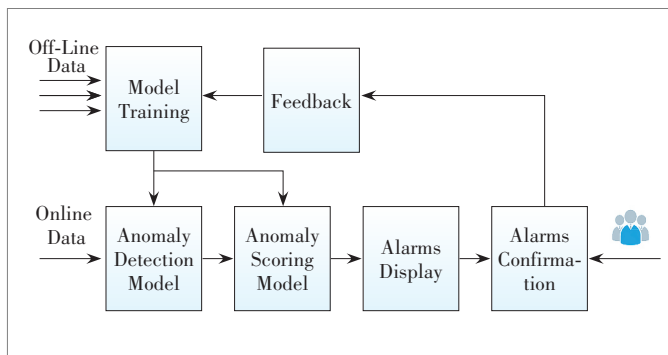 Off-Line
Data
Model
Training
Feedback
Online
Data
Anomaly
Detection
Model
Anomaly
Scoring
Model
Alarms
Display
Alarms
Confirma-
tion